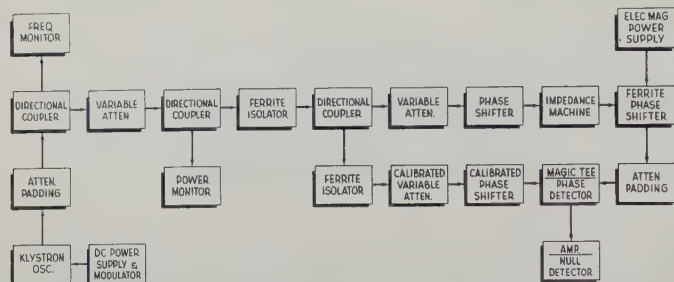 FREQ
MONITOR
ELEC MAG
POWER
SUPPLY
DIRECTIONAL
COUPLER
VARIABLE
ATTEN
DIRECTIONAL
COUPLER
FERRITE
ISOLATOR
DIRECTIONAL
COUPLER
VARIABLE
ATTEN.
PHASE
SHIFTER
IMPEDANCE
MACHINE
FERRITE
PHASE
SHIFTER
ATTEN.
PADDING
POWER
MONITOR
FERRITE
ISOLATOR
CALIBRATED
VARIABLE
ATTEN.
CALIBRATED
PHASE
SHIFTER
MAGIC TEE
PHASE
DETECTOR
ATTEN
PADDING
KLYSTRON
OSC.
DC POWER
SUPPLY &
MODULATOR
AMP.
NULL
DETECTOR